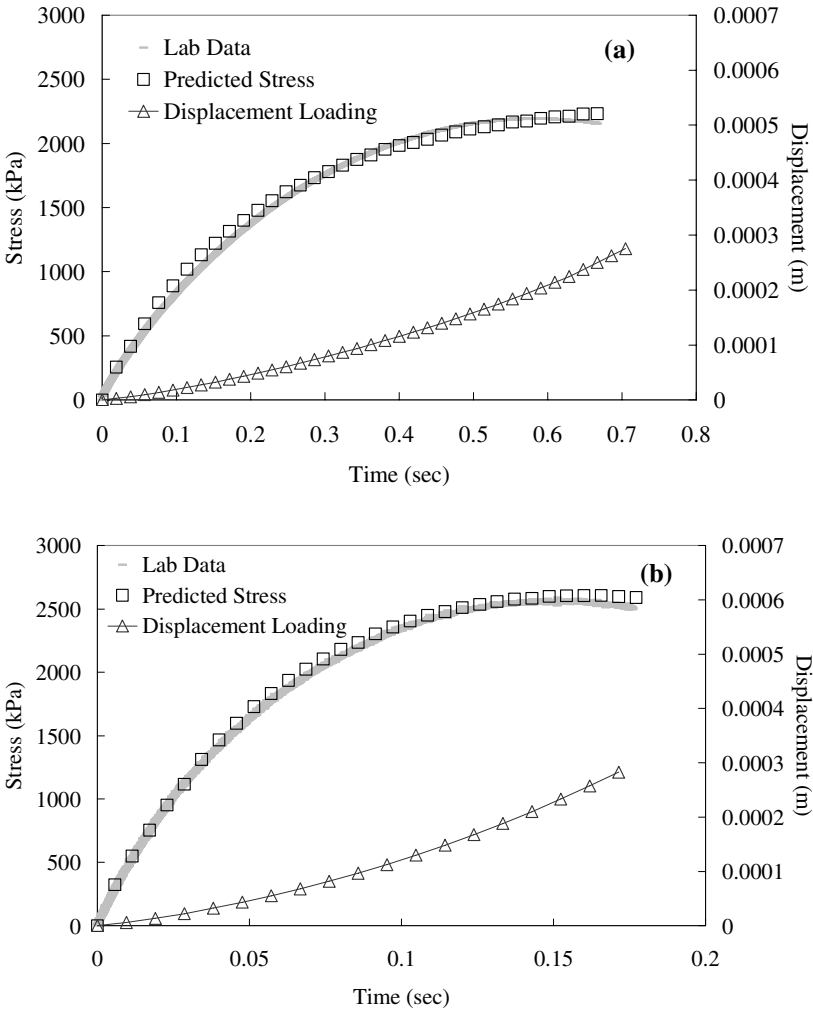 3000
2500
2000
1500
1000
500
0
Stress (kPa)
Lab Data
Predicted Stress
Displacement Loading
(a)
0.0007
0.0006
0.0005
0.0004
0.0003
0.0002
0.0001
0
Displacement (m)
0 0.1 0.2 0.3 0.4 0.5 0.6 0.7 0.8
Time (sec)
3000
2500
2000
1500
1000
500
0
Stress (kPa)
Lab Data
Predicted Stress
Displacement Loading
(b)
0.0007
0.0006
0.0005
0.0004
0.0003
0.0002
0.0001
0
Displacement (m)
0 0.05 0.1 0.15 0.2
Time (sec)